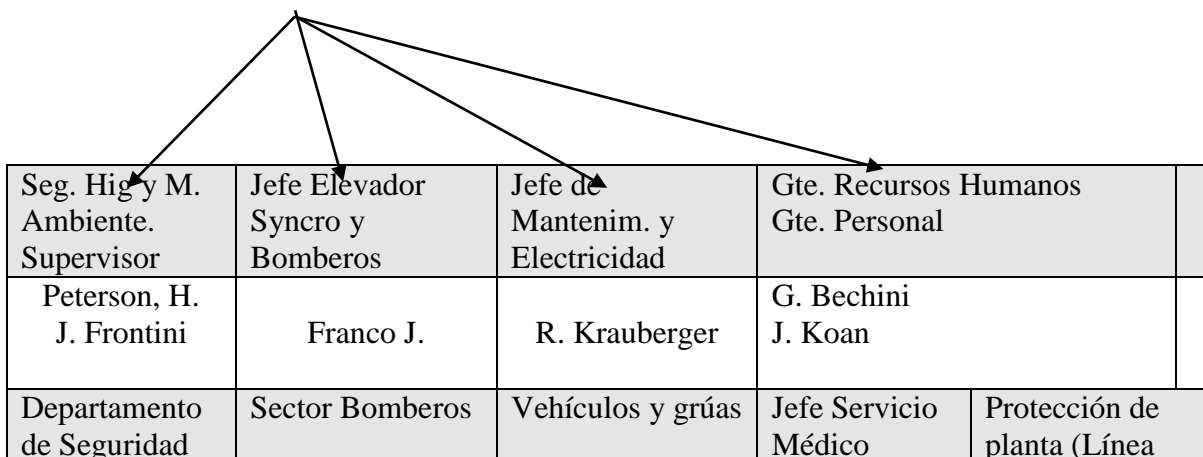 Seg. Hig y M.
Ambiente.
Supervisor
Jefe Elevador
Syncro y
Bomberos
Jefe de
Mantenim. y
Electricidad
Gte. Recursos Humanos
Gte. Personal
Peterson, H.
J. Frontini
Franco J.
R. Krauberger
G. Bechini
J. Koan
Departamento
de Seguridad
Sector Bomberos
Vehículos y grúas
Jefe Servicio
Médico
Protección de
planta (Línea